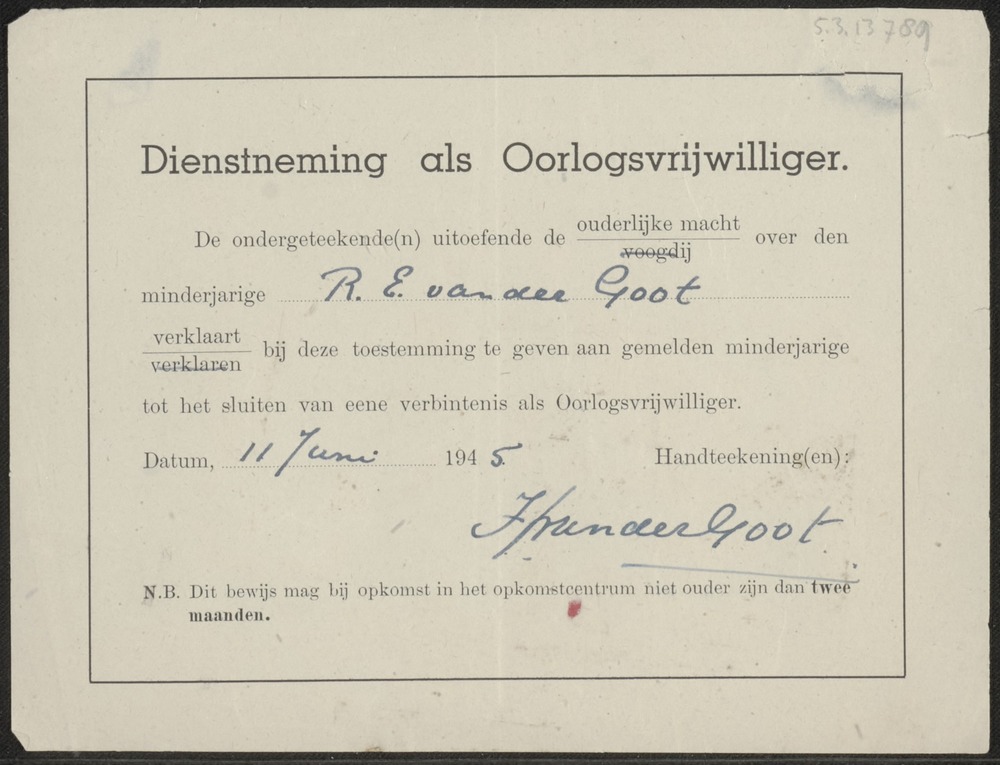 5.3.13789
Dienstneming als Oorlogsvrijwilliger.
De ondergeteekende(n) uitoefende de ouderlijke macht voogdij over den
minderjarige R. E. van der Goot
verklaart verklaren bij deze toestemming te geven aan gemelden minderjarige
tot het sluiten van eene verbintenis als Oorlogsvrijwilliger.
Datum, 11 Juni 1945. Handteekening(en):
vanderGoot.
N.B. Dit bewijs mag bij opkomst in het opkomstcentrum niet ouder zijn dan twee
maanden.